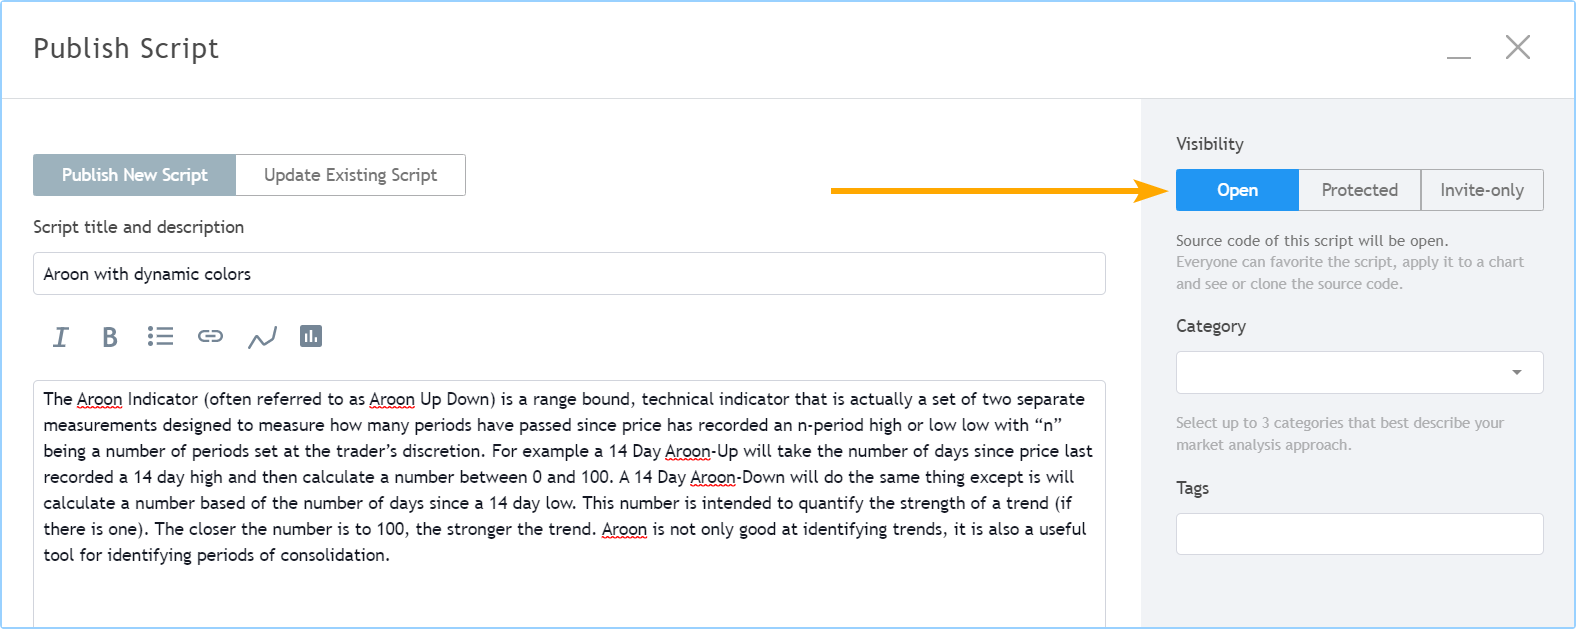 Publish Script
Publish New Script
Update Existing Script
Script title and description
Aroon with dynamic colors
I B
The Aroon Indicator (often referred to as Aroon Up Down) is a range bound, technical indicator that is actually a set of two separate
measurements designed to measure how many periods have passed since price has recorded an n-period high or low low with “n”
being a number of periods set at the trader’s discretion. For example a 14 Day Aroon-Up will take the number of days since price last
recorded a 14 day high and then calculate a number between 0 and 100. A 14 Day Aroon-Down will do the same thing except is will
calculate a number based of the number of days since a 14 day low. This number is intended to quantify the strength of a trend (if
there is one). The closer the number is to 100, the stronger the trend. Aroon is not only good at identifying trends, it is also a useful
tool for identifying periods of consolidation.
Visibility
Open
Protected
Invite-only
Source code of this script will be open.
Everyone can favorite the script, apply it to a chart
and see or clone the source code.
Category
Select up to 3 categories that best describe your
market analysis approach.
Tags